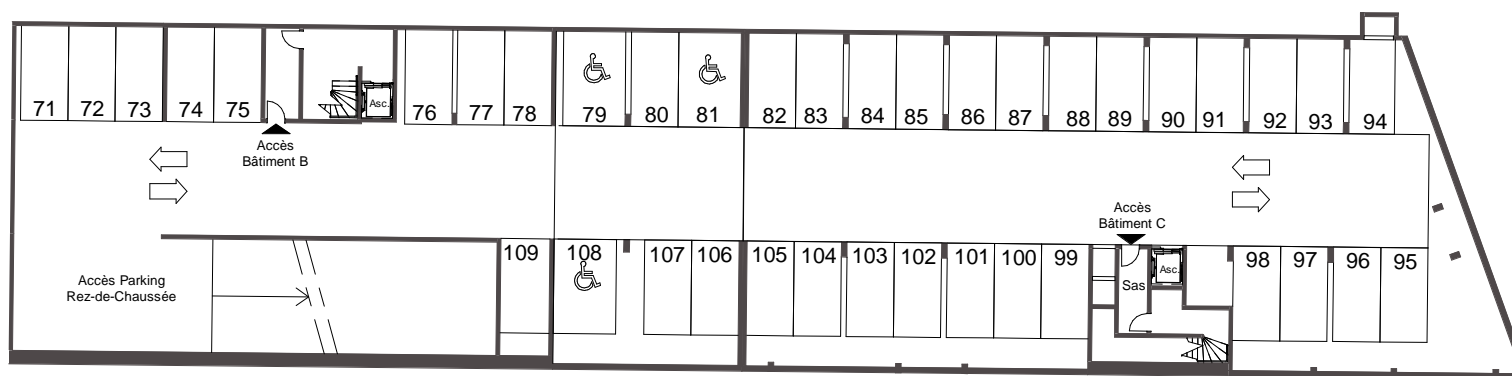 71 72 73 74 75 Asc. 76 77 78 79 80 81 82 83 84 85 86 87 88 89 90 91 92 93 94
Accès
Bâtiment B
Accès
Bâtiment C
109 108 107 106 105 104 103 102 101 100 99 Asc. 98 97 96 95
Sas
Accès Parking
Rez-de-Chaussée